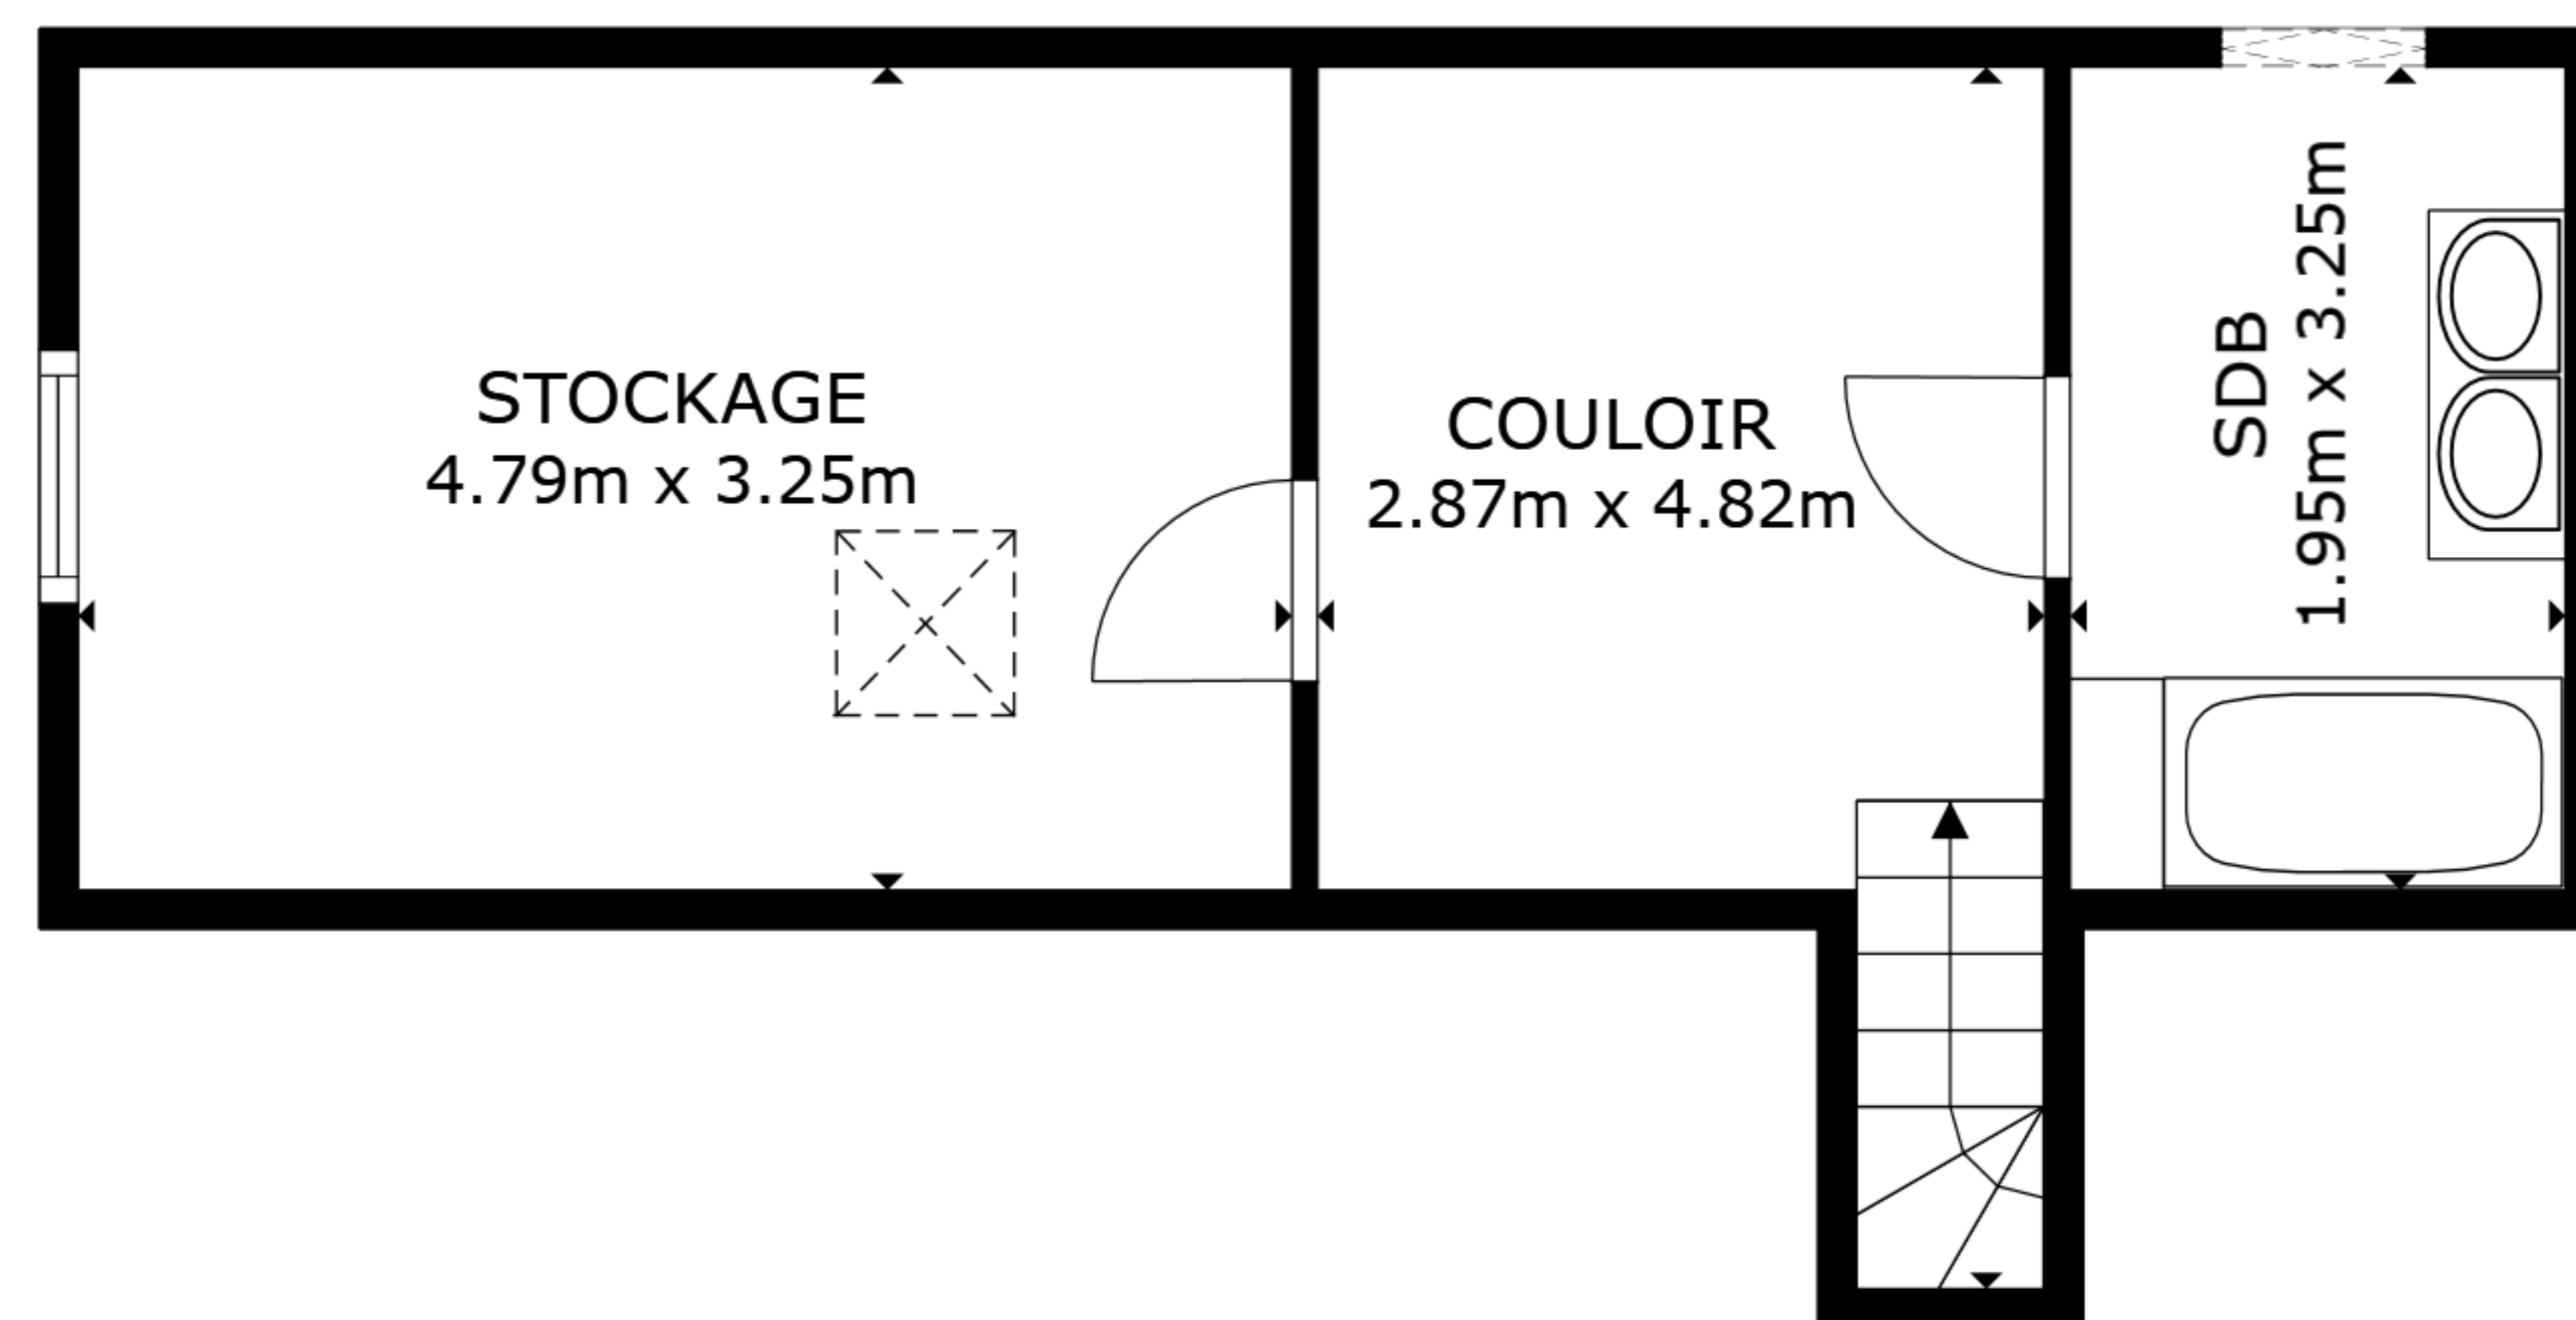 STOCKAGE
4.79m x 3.25m
COULOIR
2.87m x 4.82m
SDB
1.95m x 3.25m